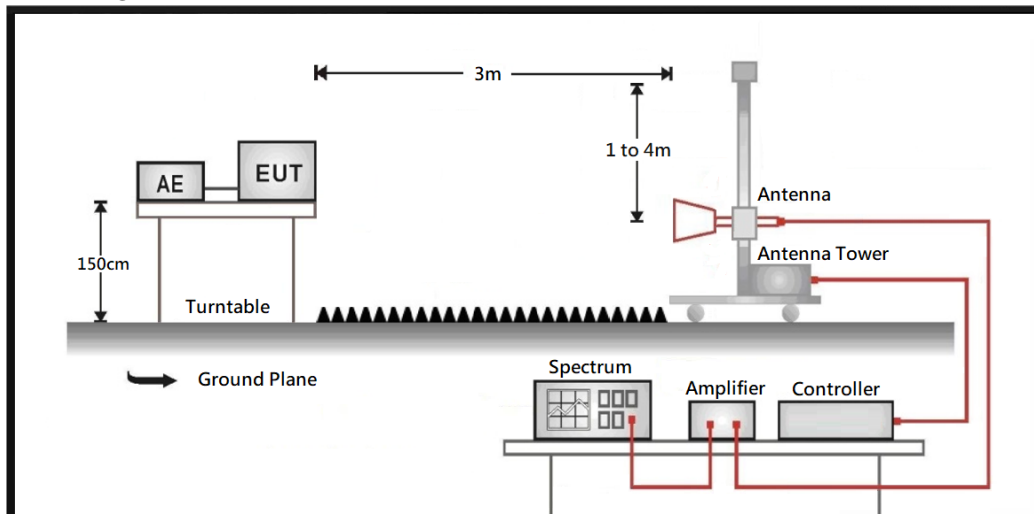 3m
1 to 4m
AE
EUT
Antenna
150cm
Antenna Tower
Turntable
Ground Plane
Spectrum
Amplifier
Controller